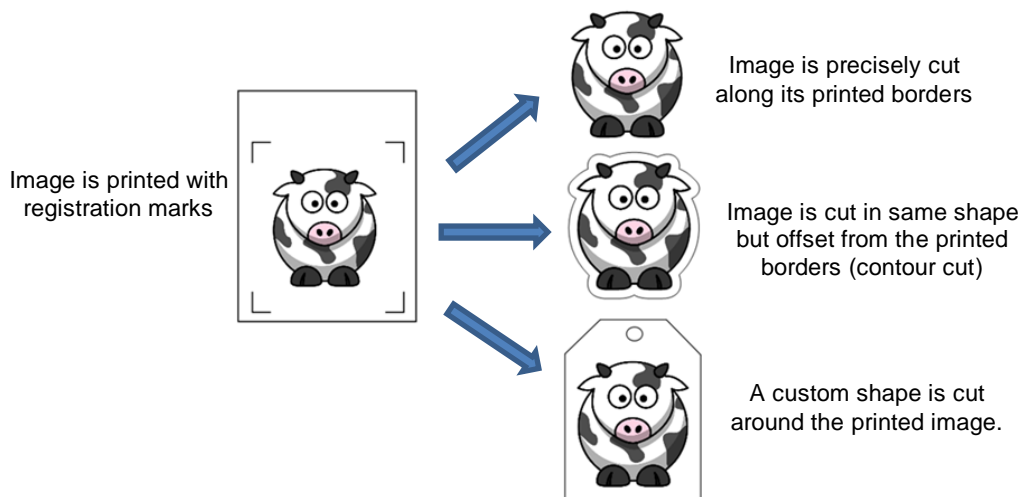 Image is printed with
registration marks
Image is precisely cut
along its printed borders
Image is cut in same shape
but offset from the printed
borders (contour cut)
A custom shape is cut
around the printed image.